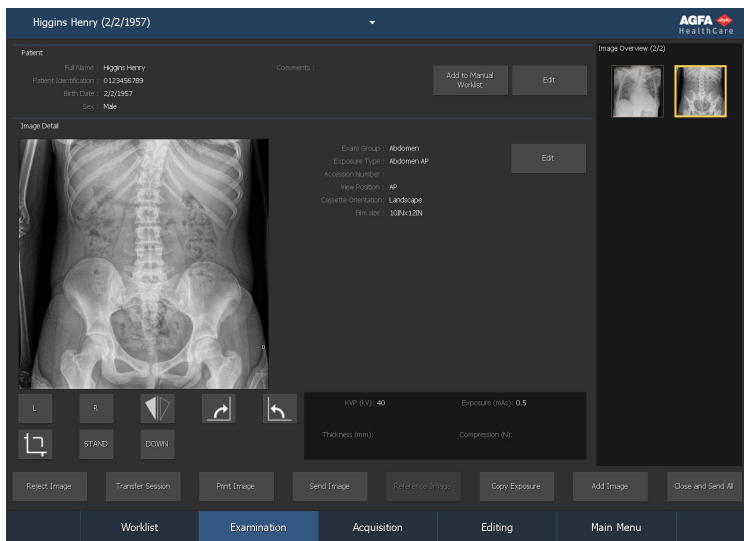 Higgins Henry (2/2/1957)
AGFA
HealthCare
Patient
Full Name : Higgins Henry
Comments :
Patient Identification : 0123456789
Birth Date : 2/2/1957
Sex : Male
Add to Manual Worklist
Edit
Image Overview (2/2)
Image Detail
Exam Group : Abdomen
Exposure Type : Abdomen AP
Accession Number :
View Position : AP
Cassette Orientation: Landscape
Film size : 10INx12IN
Edit
L
R
STAND
DOWN
KVP (kV): 40
Exposure (mAs): 0.5
Thickness (mm):
Compression (N):
Reject Image
Transfer Session
Print Image
Send Image
Reference Image
Copy Exposure
Add Image
Close and Send All
Worklist
Examination
Acquisition
Editing
Main Menu